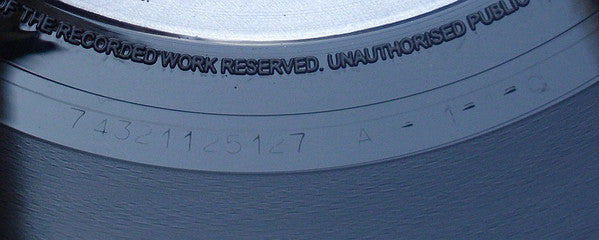 OF THE RECORDED WORK RESERVED. UNAUTHORISED PUBLIC
74321125127 A - 1 - - G